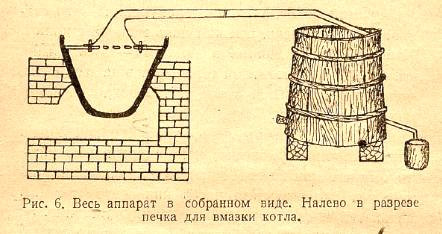 Рис. 6. Весь аппарат в собранном виде. Налево в разрезе
печка для вмазки котла.